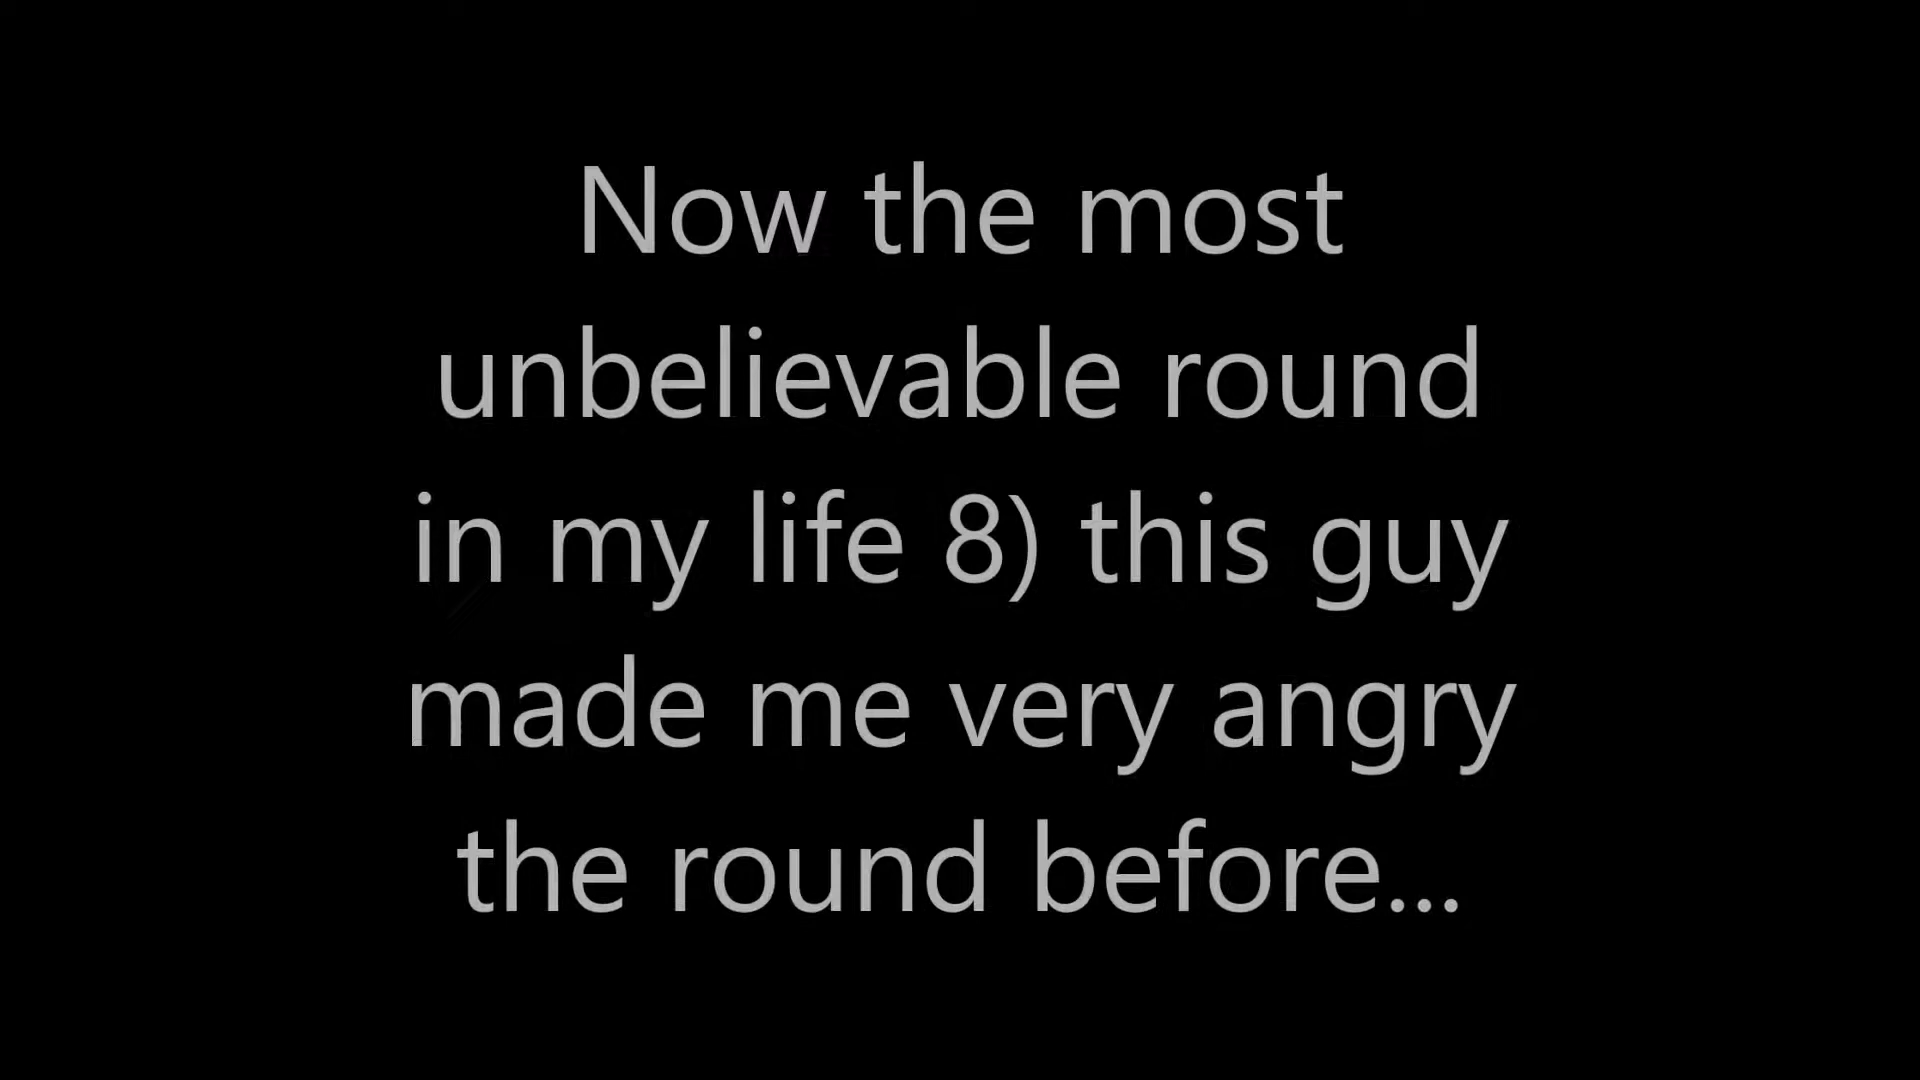 Now the most
unbelievable round
in my life 8) this guy
made me very angry
the round before...